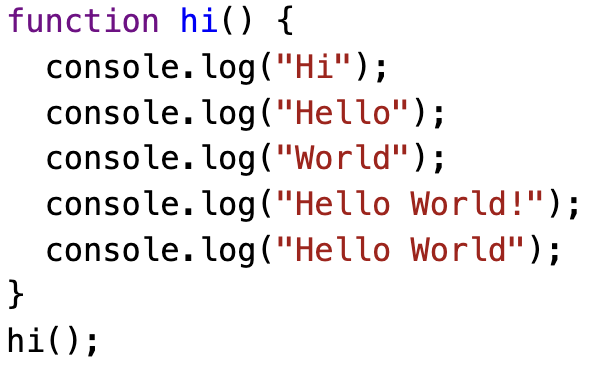 function hi() {
  console.log("Hi");
  console.log("Hello");
  console.log("World");
  console.log("Hello World!");
  console.log("Hello World");
}
hi();